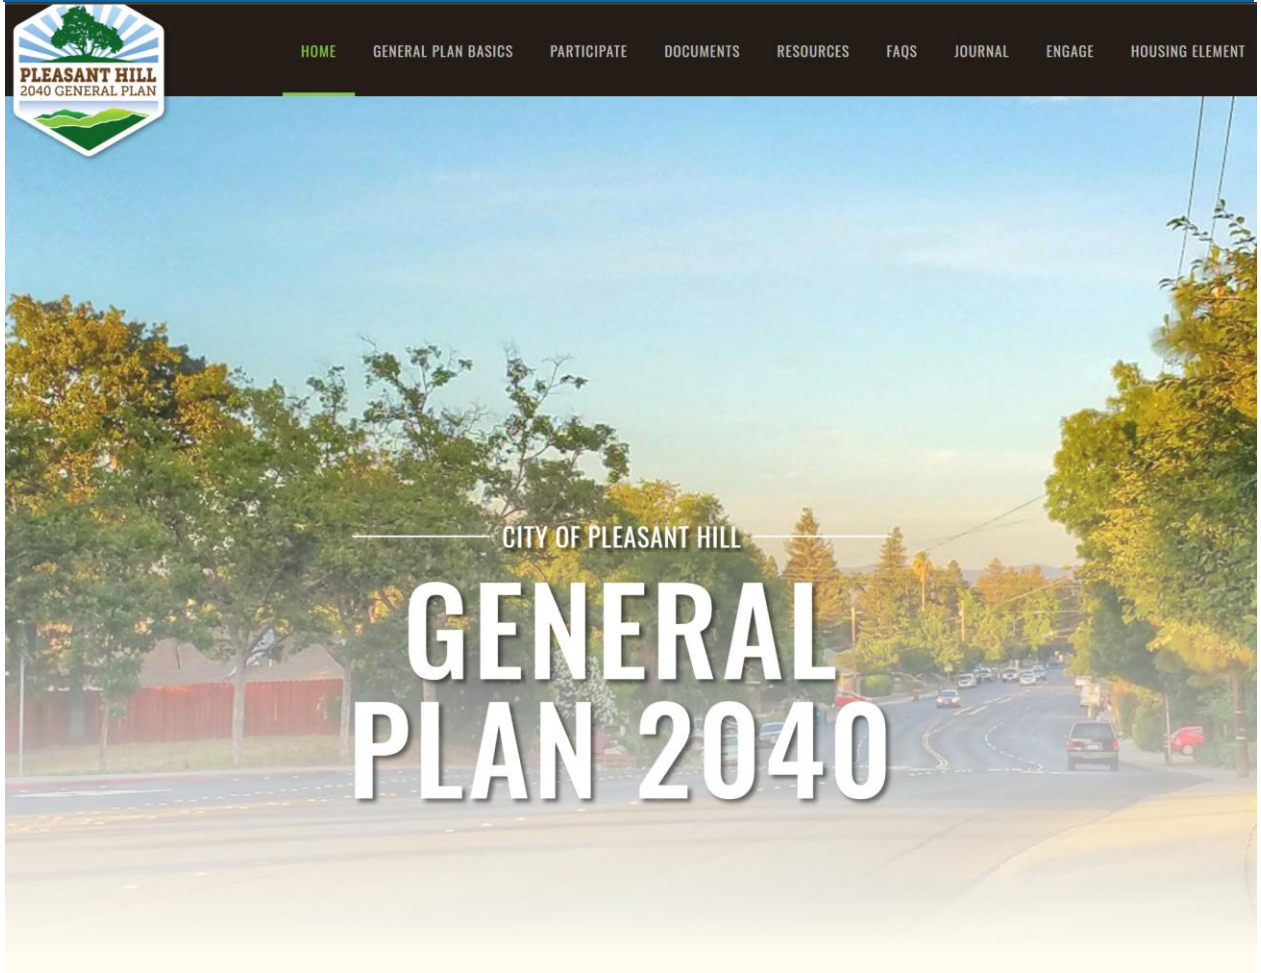 PLEASANT HILL
2040 GENERAL PLAN
HOME
GENERAL PLAN BASICS
PARTICIPATE
DOCUMENTS
RESOURCES
FAQS
JOURNAL
ENGAGE
HOUSING ELEMENT
CITY OF PLEASANT HILL
GENERAL
PLAN 2040